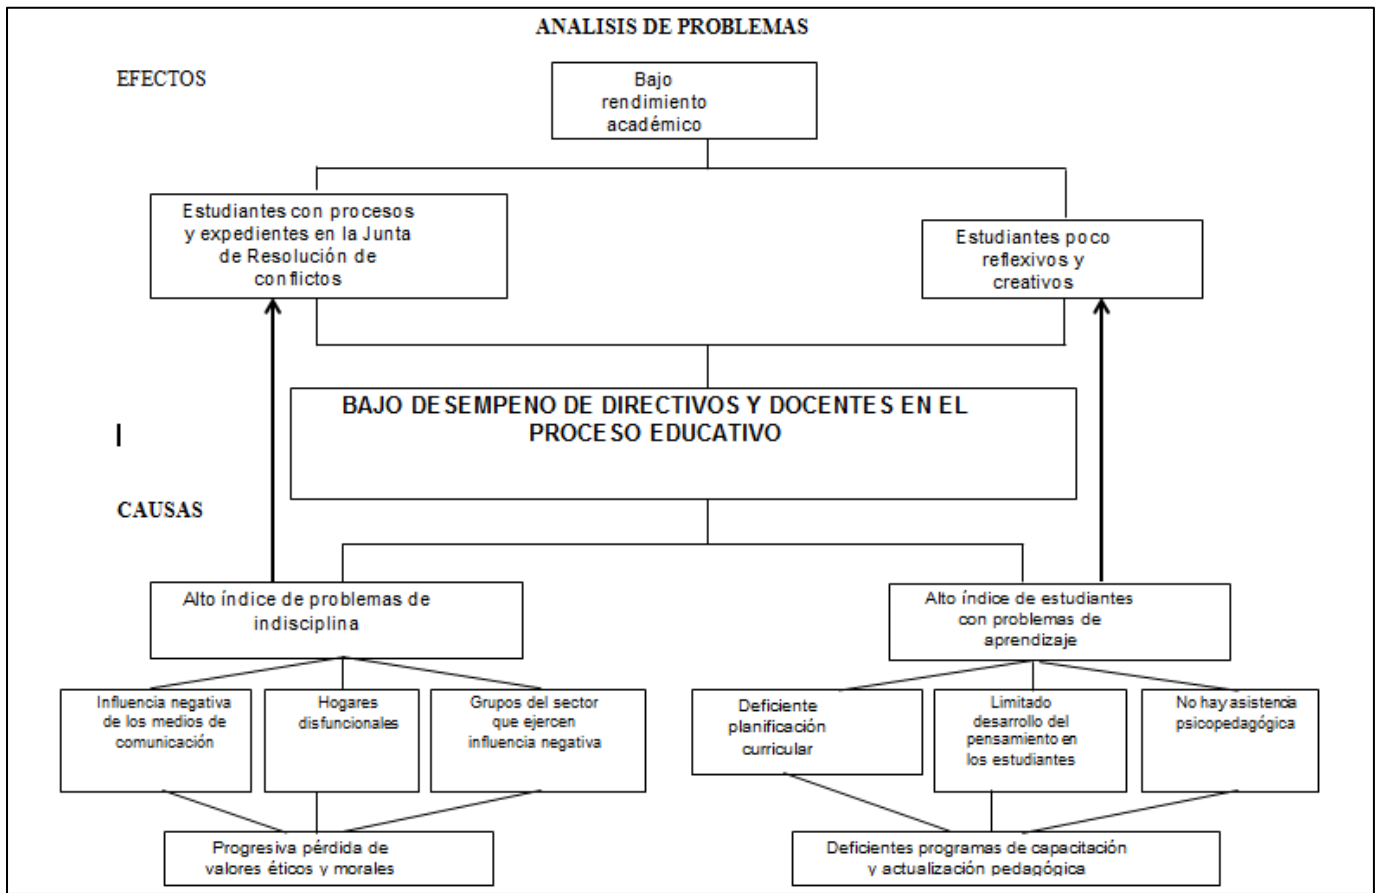 ANALISIS DE PROBLEMAS
EFECTOS
Bajo
rendimiento
académico
Estudiantes con procesos
y expedientes en la Junta
de Resolución de
conflictos
Estudiantes poco
reflexivos y
creativos
BAJO DESEMPENO DE DIRECTIVOS Y DOCENTES EN EL
PROCESO EDUCATIVO
CAUSAS
Alto índice de problemas de
indisciplina
Alto índice de estudiantes
con problemas de
aprendizaje
Influencia negativa
de los medios de
comunicación
Hogares
disfuncionales
Grupos del sector
que ejercen
influencia negativa
Deficiente
planificación
curricular
Limitado
desarrollo del
pensamiento en
los estudiantes
No hay asistencia
psicopedagógica
Progresiva pérdida de
valores éticos y morales
Deficientes programas de capacitación
y actualización pedagógica